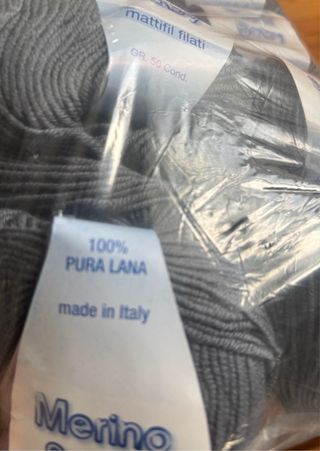 mattifil filati
GR. 50 Cond.
100%
PURA LANA
made in Italy
Merino